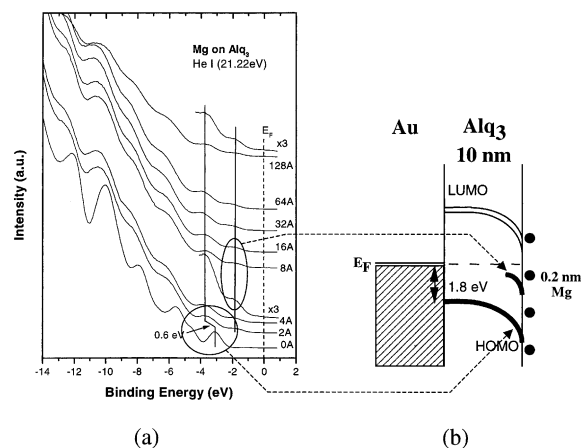 Mg on Alq3
He I (21.22eV)
EF
x3
128A
64A
32A
16A
8A
x3
4A
2A
0A
0.6 eV
Intensity (a.u.)
-14 -12 -10 -8 -6 -4 -2 0 2
Binding Energy (eV)
(a)
Au
Alq3
10 nm
LUMO
EF
1.8 eV
0.2 nm
Mg
HOMO
(b)